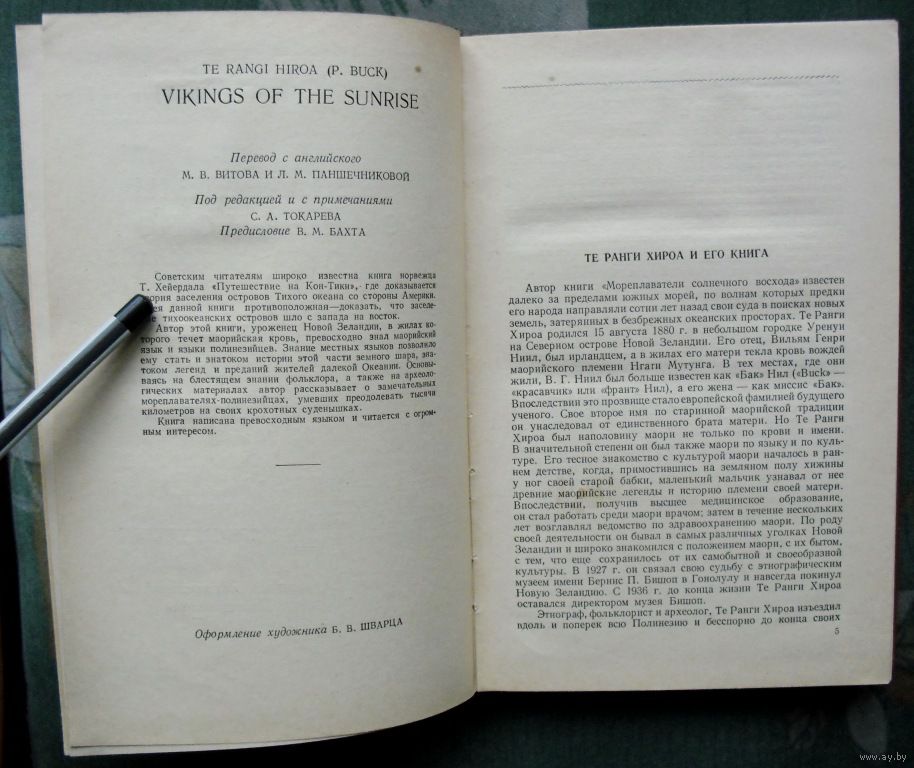 TE RANGI HIROA (P. BUCK)
VIKINGS OF THE SUNRISE
Перевод с английского
М. В. ВИТОВА И Л. М. ПАНШЕЧНИКОВОЙ
Под редакцией и с примечаниями
С. А. ТОКАРЕВА
Предисловие В. М. БАХТА
Советским читателям широко известна книга норвежца
Т. Хейердала «Путешествие на Кон-Тики», где доказывается
теория заселения островов Тихого океана со стороны Америки.
данной книги противоположная—доказать, что заселе-
тихоокеанских островов шло с запада на восток.
Автор этой книги, уроженец Новой Зеландии, в жилах ко-
торого течет маорийская кровь, превосходно знал маорийский
язык и языки полинезийцев. Знание местных языков позволило
ему стать и знатоком истории этой части земного шара, зна-
током легенд и преданий жителей далекой Океании. Основы-
ваясь на блестящем знании фольклора, а также на археоло-
гических материалах автор рассказывает о замечательных
мореплавателях-полинезийцах, умевших преодолевать тысячи
километров на своих крохотных суденышках.
Книга написана превосходным языком и читается с огром-
ным интересом.
Оформление художника Б. В. ШВАРЦА
ТЕ РАНГИ ХИРОА И ЕГО КНИГА
Автор книги «Мореплаватели солнечного восхода» известен
далеко за пределами южных морей, по волнам которых предки
его народа направляли сотни лет назад свои суда в поисках новых
земель, затерянных в безбрежных океанских просторах. Те Ранги
Хироа родился 15 августа 1880 г. в небольшом городке Уренуи
на Северном острове Новой Зеландии. Его отец, Вильям Генри
Ниил, был ирландцем, а в жилах его матери текла кровь вождей
маорийского племени Нгати Мутунга. В тех местах, где они
жили, В. Г. Ниил был больше известен как «Бак» Нил («Buck» —
«красавчик» или «франт» Нил), а его жена — как миссис «Бак».
Впоследствии это прозвище стало европейской фамилией будущего
ученого. Свое второе имя по старинной маорийской традиции
он унаследовал от единственного брата матери. Но Те Ранги
Хироа был наполовину маори не только по крови и имени.
В значительной степени он был также маори по языку и по куль-
туре. Его тесное знакомство с культурой маори началось в ран-
нем детстве, когда, примостившись на земляном полу хижины
у ног своей старой бабки, маленький мальчик узнавал от нее
древние маорийские легенды и историю племени своей матери.
Впоследствии, получив высшее медицинское образование,
он стал работать среди маори врачом; затем в течение нескольких
лет возглавлял ведомство по здравоохранению маори. По роду
своей деятельности он бывал в самых различных уголках Новой
Зеландии и широко знакомился с положением маори, с их бытом,
с тем, что еще сохранилось от их самобытной и своеобразной
культуры. В 1927 г. он связал свою судьбу с этнографическим
музеем имени Бернис П. Бишоп в Гонолулу и навсегда покинул
Новую Зеландию. С 1936 г. до конца жизни Те Ранги Хироа
оставался директором музея Бишоп.
Этнограф, фольклорист и археолог, Те Ранги Хироа изъездил
вдоль и поперек всю Полинезию и бесспорно до конца своих
5
www.ay.by